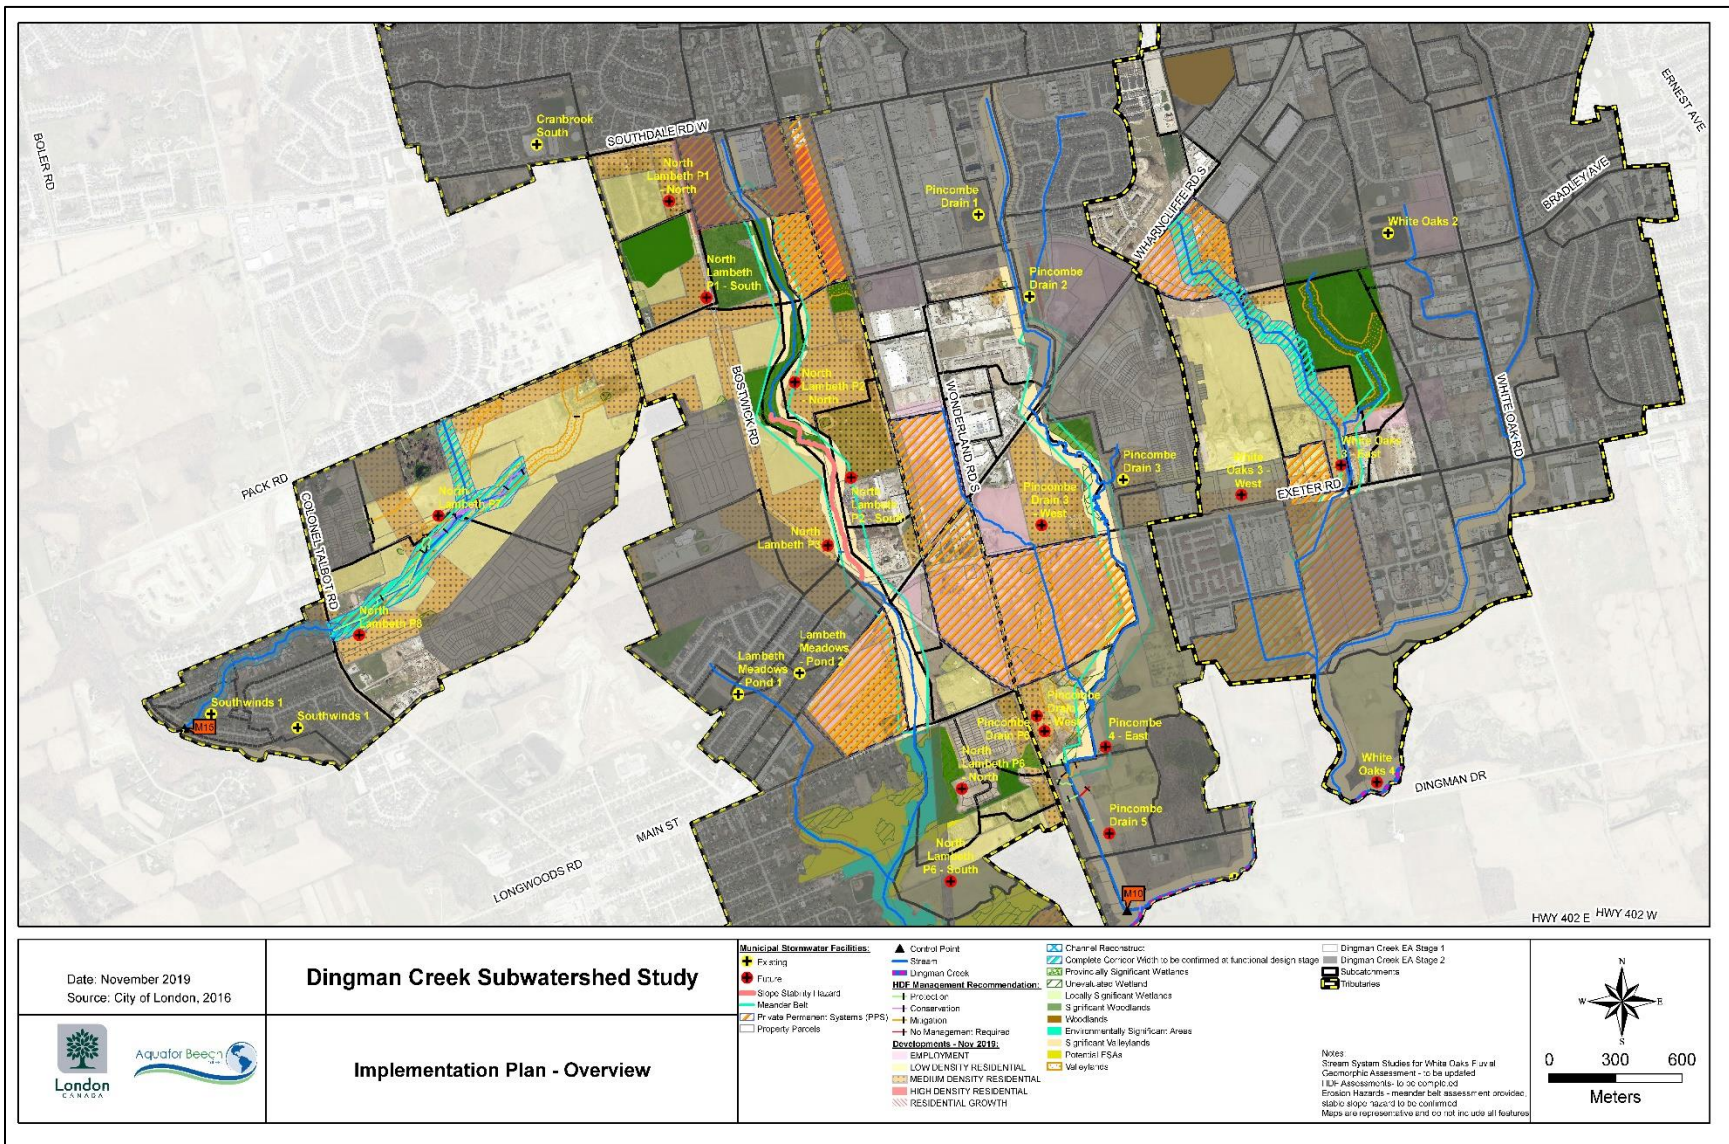 Cranbrook
South
SOUTHDALE RD W
BOLER RD
ERNEST AVE
North
Lambeth P1
- North
Pincombe
Drain 1
WHARNCLIFFE RD S
BRADLEY AVE
White Oaks 2
North
Lambeth
P1 - South
Pincombe
Drain 2
BOSTWICK RD
North
Lambeth P2
- North
WONDERLAND RD S
WHITE OAK RD
PACK RD
COLONEL TALBOT RD
North
Lambeth P7
North
Lambeth
P2 - South
Pincombe
Drain 3
- West
Pincombe
Drain 3
White
Oaks 3 -
West
White Oaks
3 - East
EXETER RD
North
Lambeth P3
North
Lambeth P8
Lambeth
Meadows
- Pond 2
Lambeth
Meadows
- Pond 1
Southwinds 1
M15
Southwinds 1
Pincombe
Drain
- West
Pincombe
Drain P6
Pincombe
4 - East
North
Lambeth P6
- North
White
Oaks 4
DINGMAN DR
Pincombe
Drain 5
MAIN ST
LONGWOODS RD
North
Lambeth
P6 - South
M10
HWY 402 E
HWY 402 W
Date: November 2019
Source: City of London, 2016
Dingman Creek Subwatershed Study
London
CANADA
Aquafor Beech
Implementation Plan - Overview
Municipal Stormwater Facilities:
Existing
Future
Slope Stability Hazard
Meander Belt
Private Permanent Systems (PPS)
Property Parcels
Control Point
Stream
Dingman Creek
HDF Management Recommendation:
Protection
Conservation
Mitigation
No Management Required
Developments - Nov 2019:
EMPLOYMENT
LOW DENSITY RESIDENTIAL
MEDIUM DENSITY RESIDENTIAL
HIGH DENSITY RESIDENTIAL
RESIDENTIAL GROWTH
Channel Reconstruct
Complete Corridor Width to be confirmed at functional design stage
Provincially Significant Wetlands
Unevaluated Wetland
Locally Significant Wetlands
Significant Woodlands
Woodlands
Environmentally Significant Areas
Significant Valleylands
Potential ESAs
Valleylands
Dingman Creek EA Stage 1
Dingman Creek EA Stage 2
Subcatchments
Tributaries
Notes:
Stream System Studies for White Oaks Fluvial
Geomorphic Assessment - to be updated
HDF Assessments- to be completed
Erosion Hazards - meander belt assessment provided,
stable slope hazard to be confirmed
Maps are representative and do not include all features
N
W
E
S
0 300 600
Meters